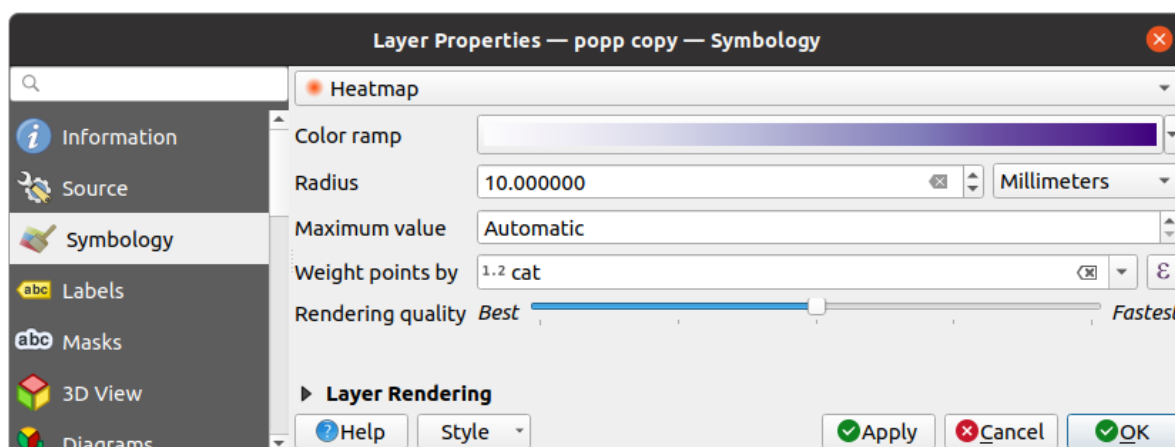 Layer Properties — popp copy — Symbology
Heatmap
Information
Color ramp
Source
Radius 10.000000 Millimeters
Symbology
Maximum value Automatic
Weight points by 1.2 cat ε
Labels
Rendering quality Best Fastest
abc Masks
3D View
Layer Rendering
Diagrams
Help Style Apply Cancel OK